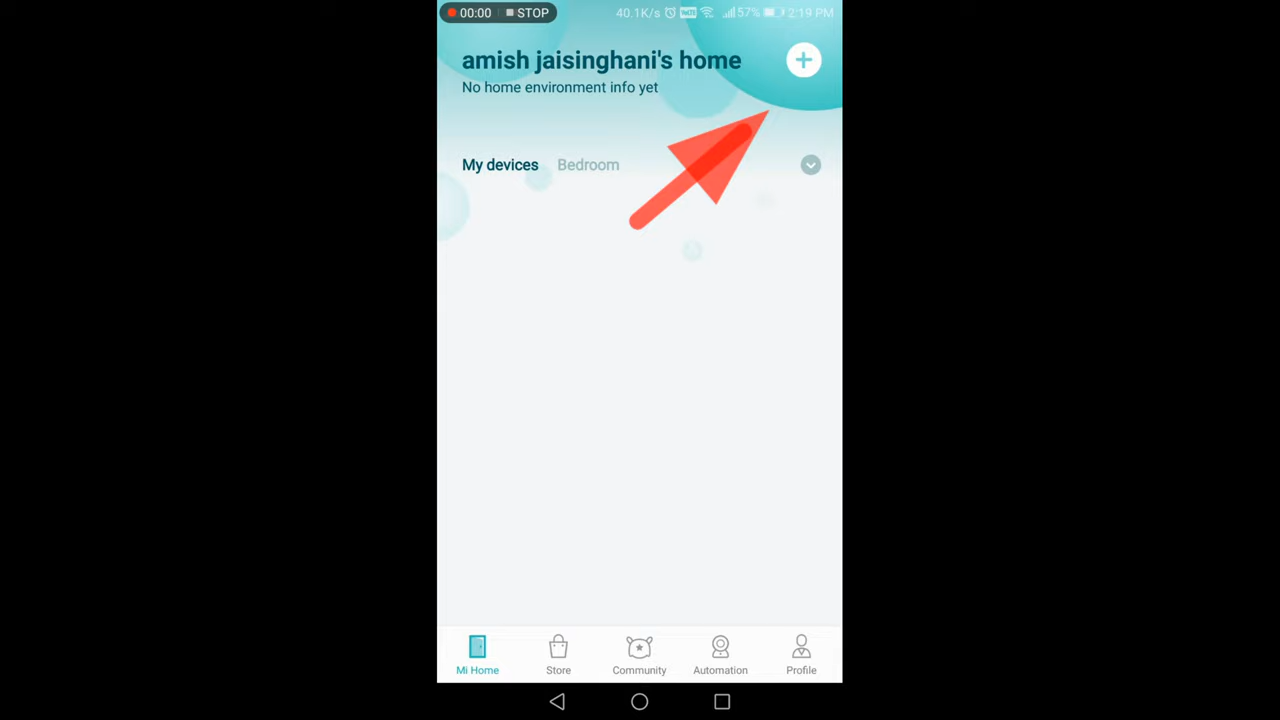 00:00 STOP 40.1K/s 57% 2:19 PM
amish jaisinghani's home
No home environment info yet
My devices Bedroom
Mi Home Store Community Automation Profile